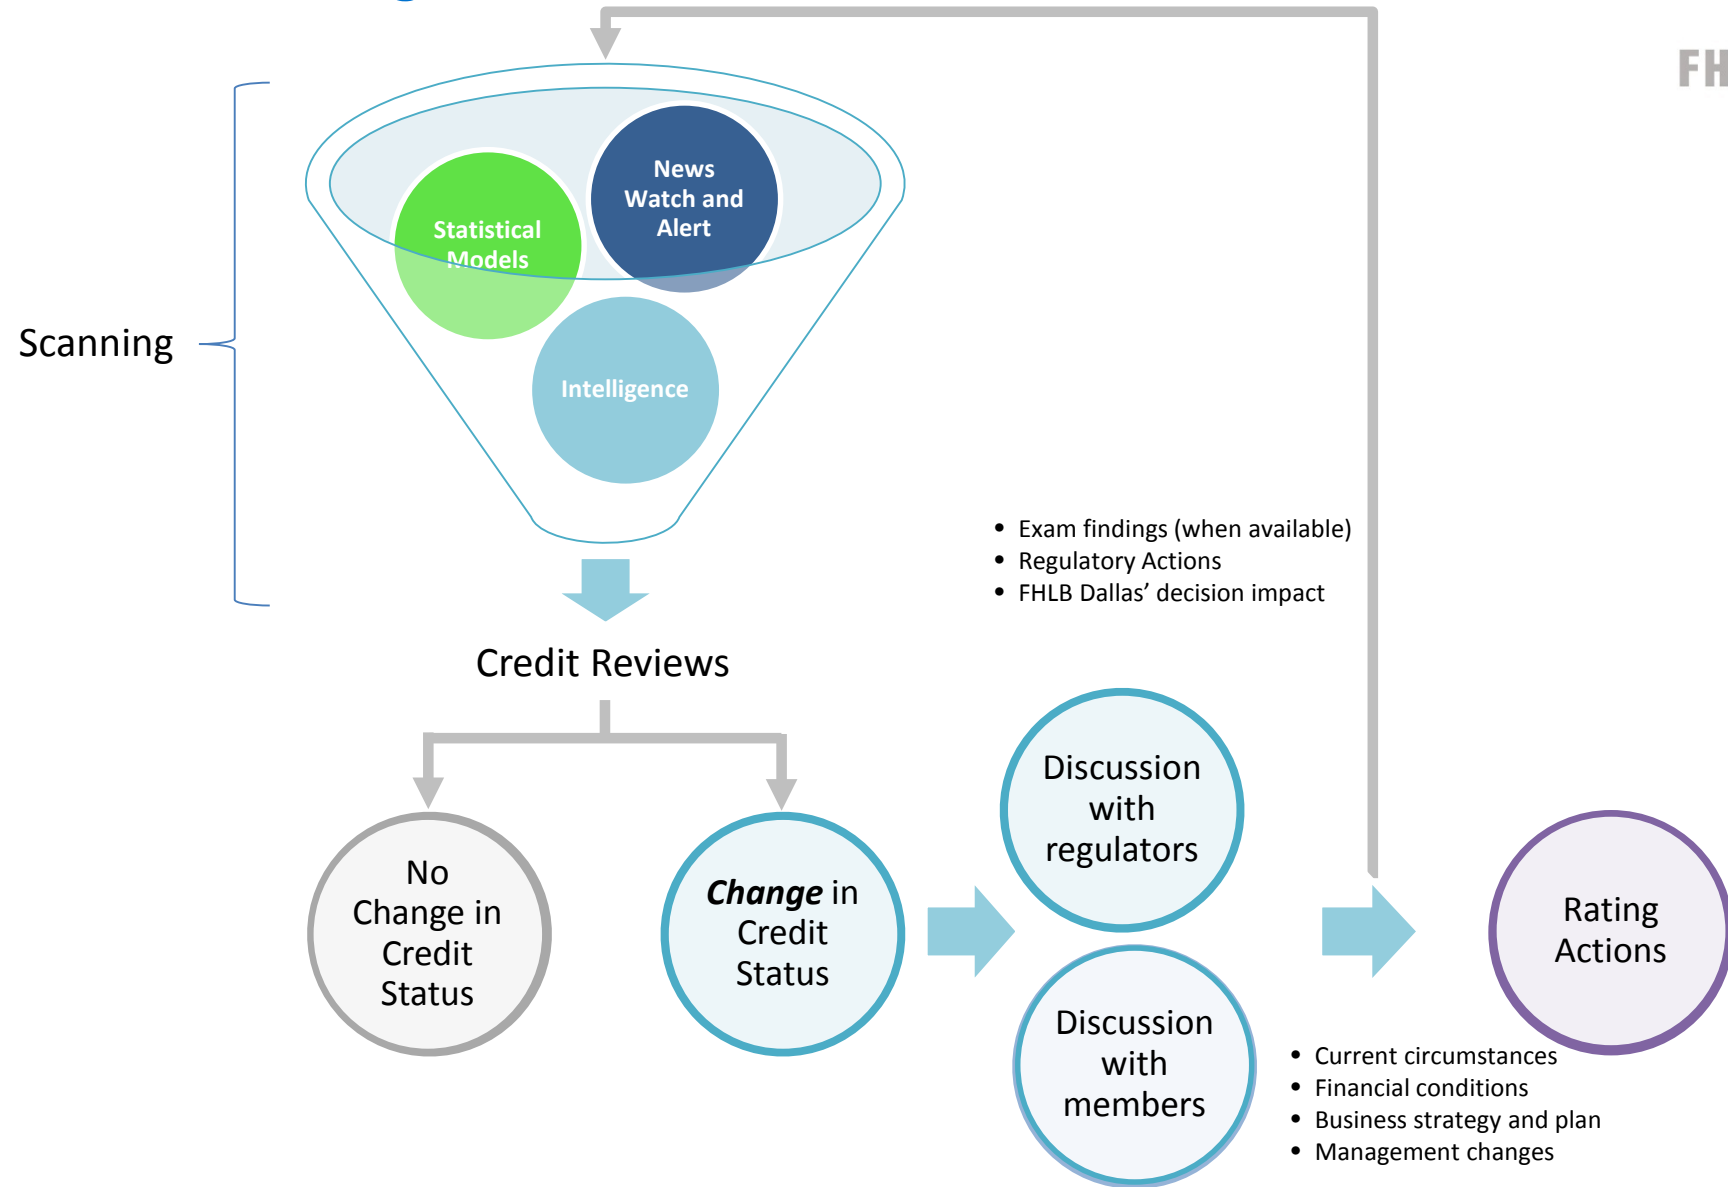 FH
News
Watch and
Alert
Statistical
Models
Intelligence
Scanning
• Exam findings (when available)
• Regulatory Actions
• FHLB Dallas’ decision impact
Credit Reviews
No
Change in
Credit
Status
Change in
Credit
Status
Discussion
with
regulators
Discussion
with
members
Rating
Actions
• Current circumstances
• Financial conditions
• Business strategy and plan
• Management changes